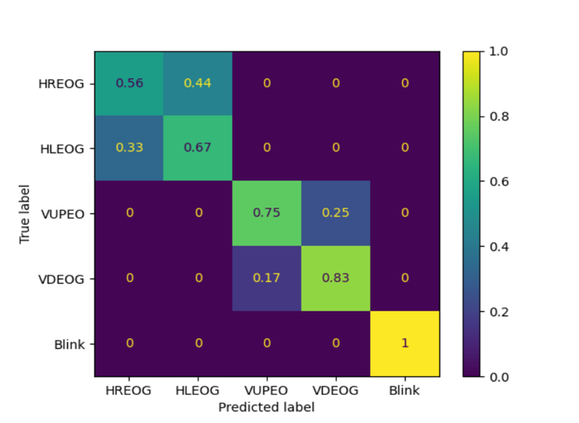 HREOG 0.56 0.44 0 0 0
HLEOG 0.33 0.67 0 0 0
VUPEO 0 0 0.75 0.25 0
VDEOG 0 0 0.17 0.83 0
Blink 0 0 0 0 1
HREOG HLEOG VUPEO VDEOG Blink
Predicted label
True label
1.0
0.8
0.6
0.4
0.2
0.0